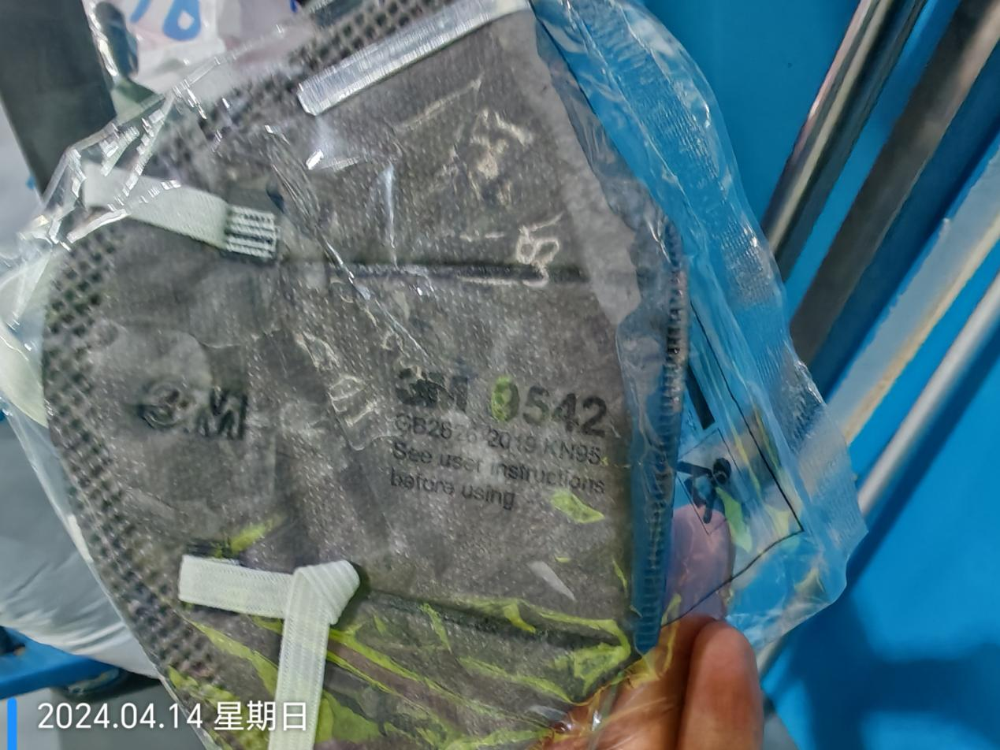 3M
3M 9542
GB2626-2019 KN95
See user instructions
before using
2024.04.14 星期日